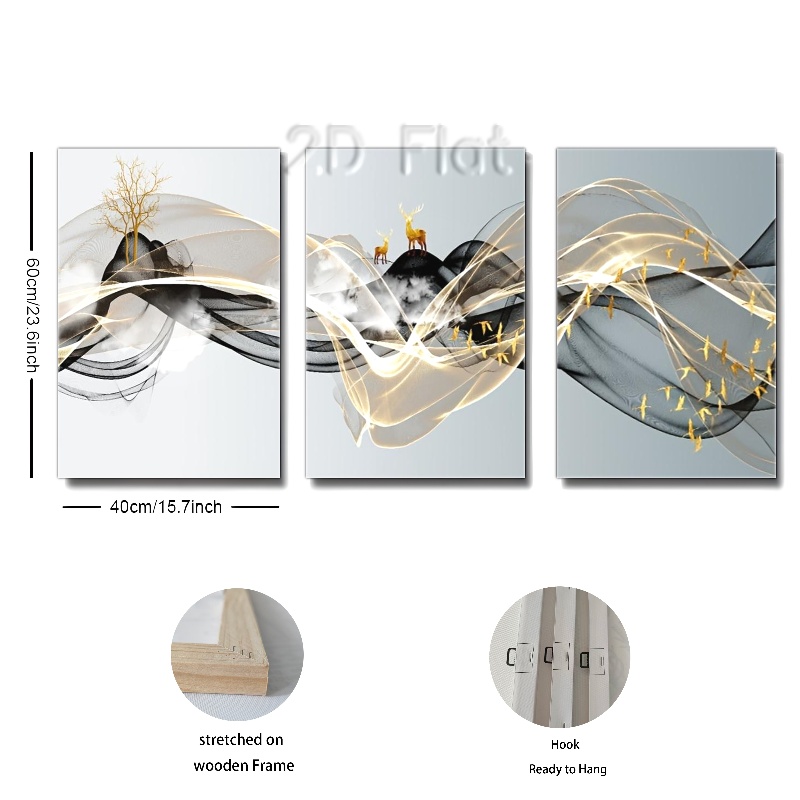 2D Flat
60cm/23.6inch
40cm/15.7inch
stretched on
wooden Frame
Hook
Ready to Hang